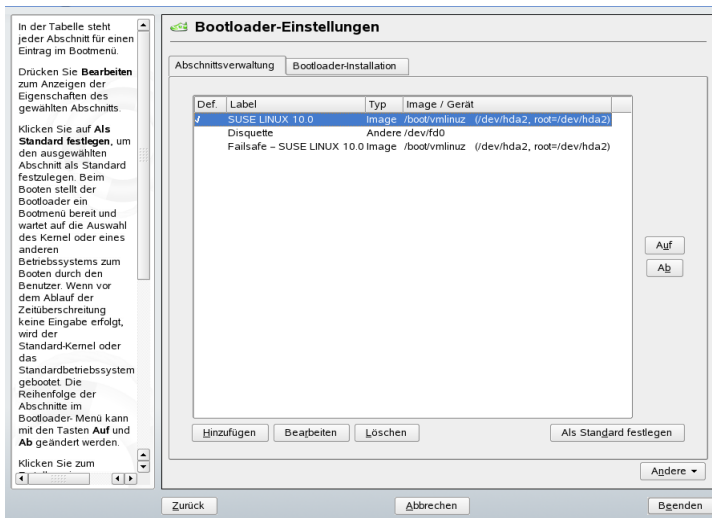 In der Tabelle steht
jeder Abschnitt für einen
Eintrag im Bootmenü.
Drücken Sie Bearbeiten
zum Anzeigen der
Eigenschaften des
gewählten Abschnitts.
Klicken Sie auf Als
Standard festlegen, um
den ausgewählten
Abschnitt als Standard
festzulegen. Beim
Booten stellt der
Bootloader ein
Bootmenü bereit und
wartet auf die Auswahl
des Kernel oder eines
anderen
Betriebssystems zum
Booten durch den
Benutzer. Wenn vor
dem Ablauf der
Zeitüberschreitung
keine Eingabe erfolgt,
wird der
Standard-Kernel oder
das
Standardbetriebssystem
gebootet. Die
Reihenfolge der
Abschnitte im
Bootloader- Menü kann
mit den Tasten Auf und
Ab geändert werden.
Klicken Sie zum
Bootloader-Einstellungen
Abschnittsverwaltung Bootloader-Installation
Def. Label Typ Image / Gerät
SUSE LINUX 10.0 Image /boot/vmlinuz (/dev/hda2, root=/dev/hda2)
Disquette Andere /dev/fd0
Failsafe – SUSE LINUX 10.0 Image /boot/vmlinuz (/dev/hda2, root=/dev/hda2)
Auf
Ab
Hinzufügen Bearbeiten Löschen Als Standard festlegen
Andere
Zurück Abbrechen Beenden